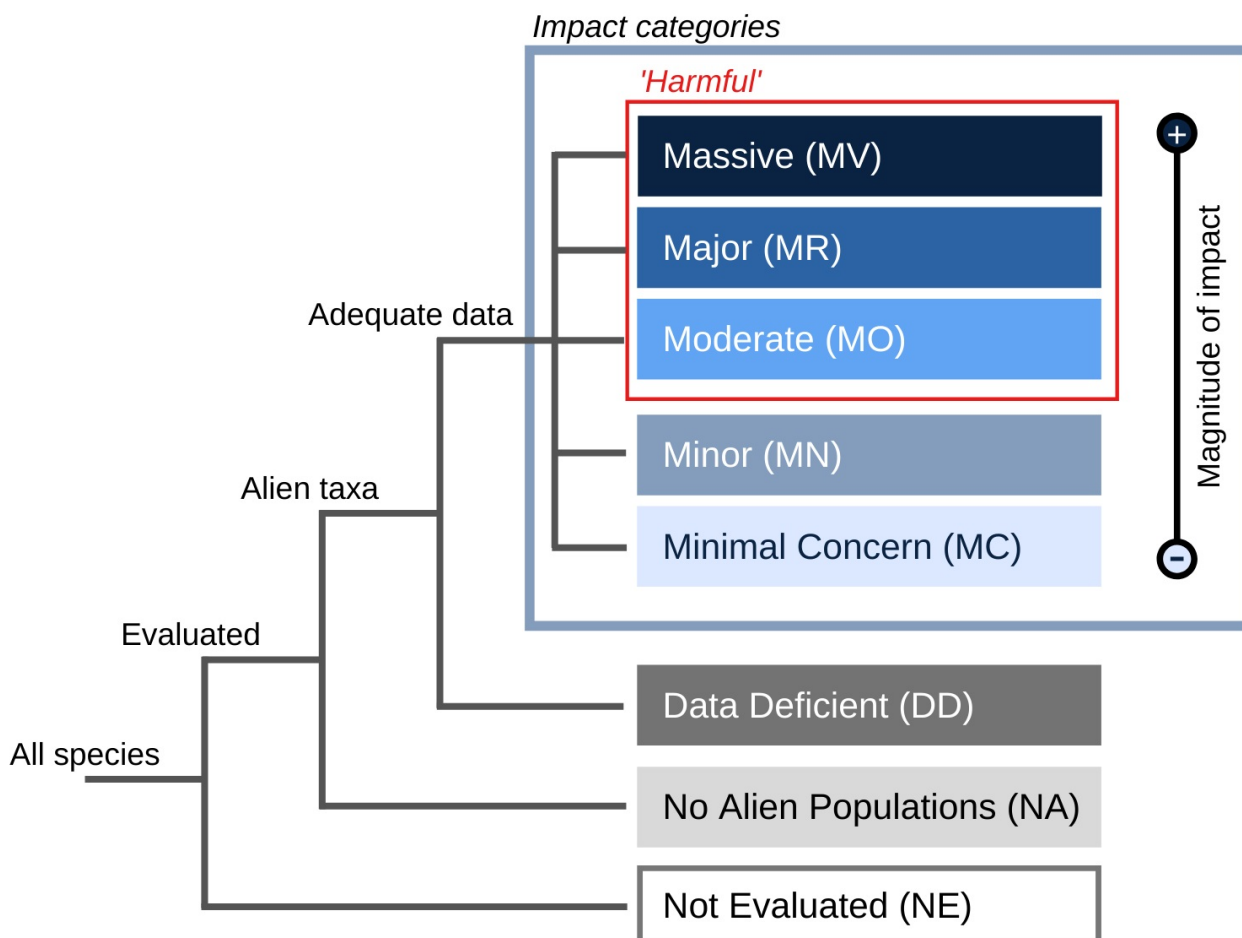 Impact categories
'Harmful'
Massive (MV)
+
Major (MR)
Magnitude of impact
Adequate data
Moderate (MO)
Minor (MN)
Alien taxa
Minimal Concern (MC)
-
Evaluated
Data Deficient (DD)
All species
No Alien Populations (NA)
Not Evaluated (NE)